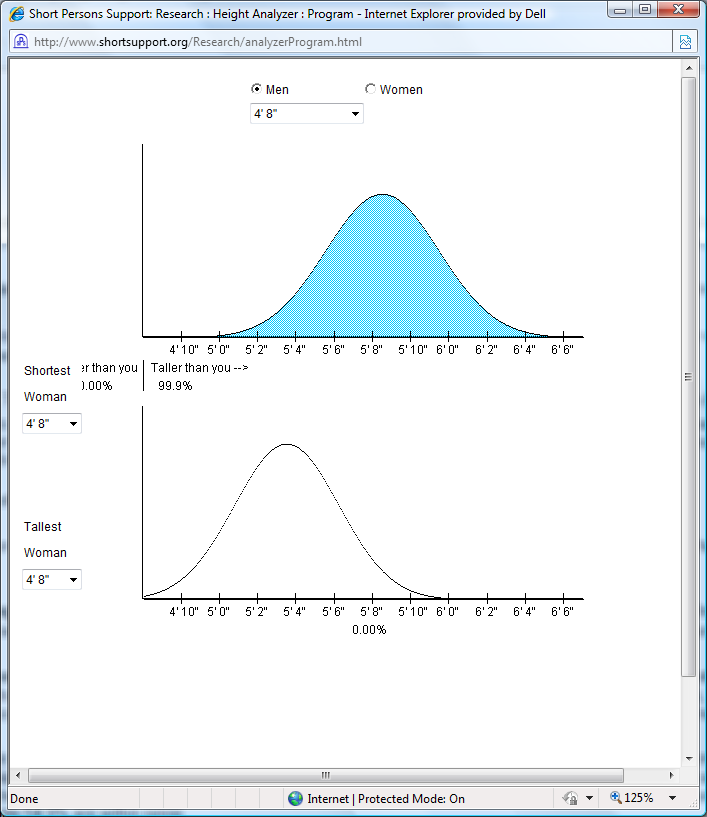 Short Persons Support: Research : Height Analyzer : Program - Internet Explorer provided by Dell
http://www.shortsupport.org/Research/analyzerProgram.html
Men Women
4' 8"
4' 10" 5' 0" 5' 2" 5' 4" 5' 6" 5' 8" 5' 10" 6' 0" 6' 2" 6' 4" 6' 6"
Shortest
er than you Taller than you -->
.00% 99.9%
Woman
4' 8"
Tallest
Woman
4' 8"
4' 10" 5' 0" 5' 2" 5' 4" 5' 6" 5' 8" 5' 10" 6' 0" 6' 2" 6' 4" 6' 6"
0.00%
Done Internet | Protected Mode: On 125%